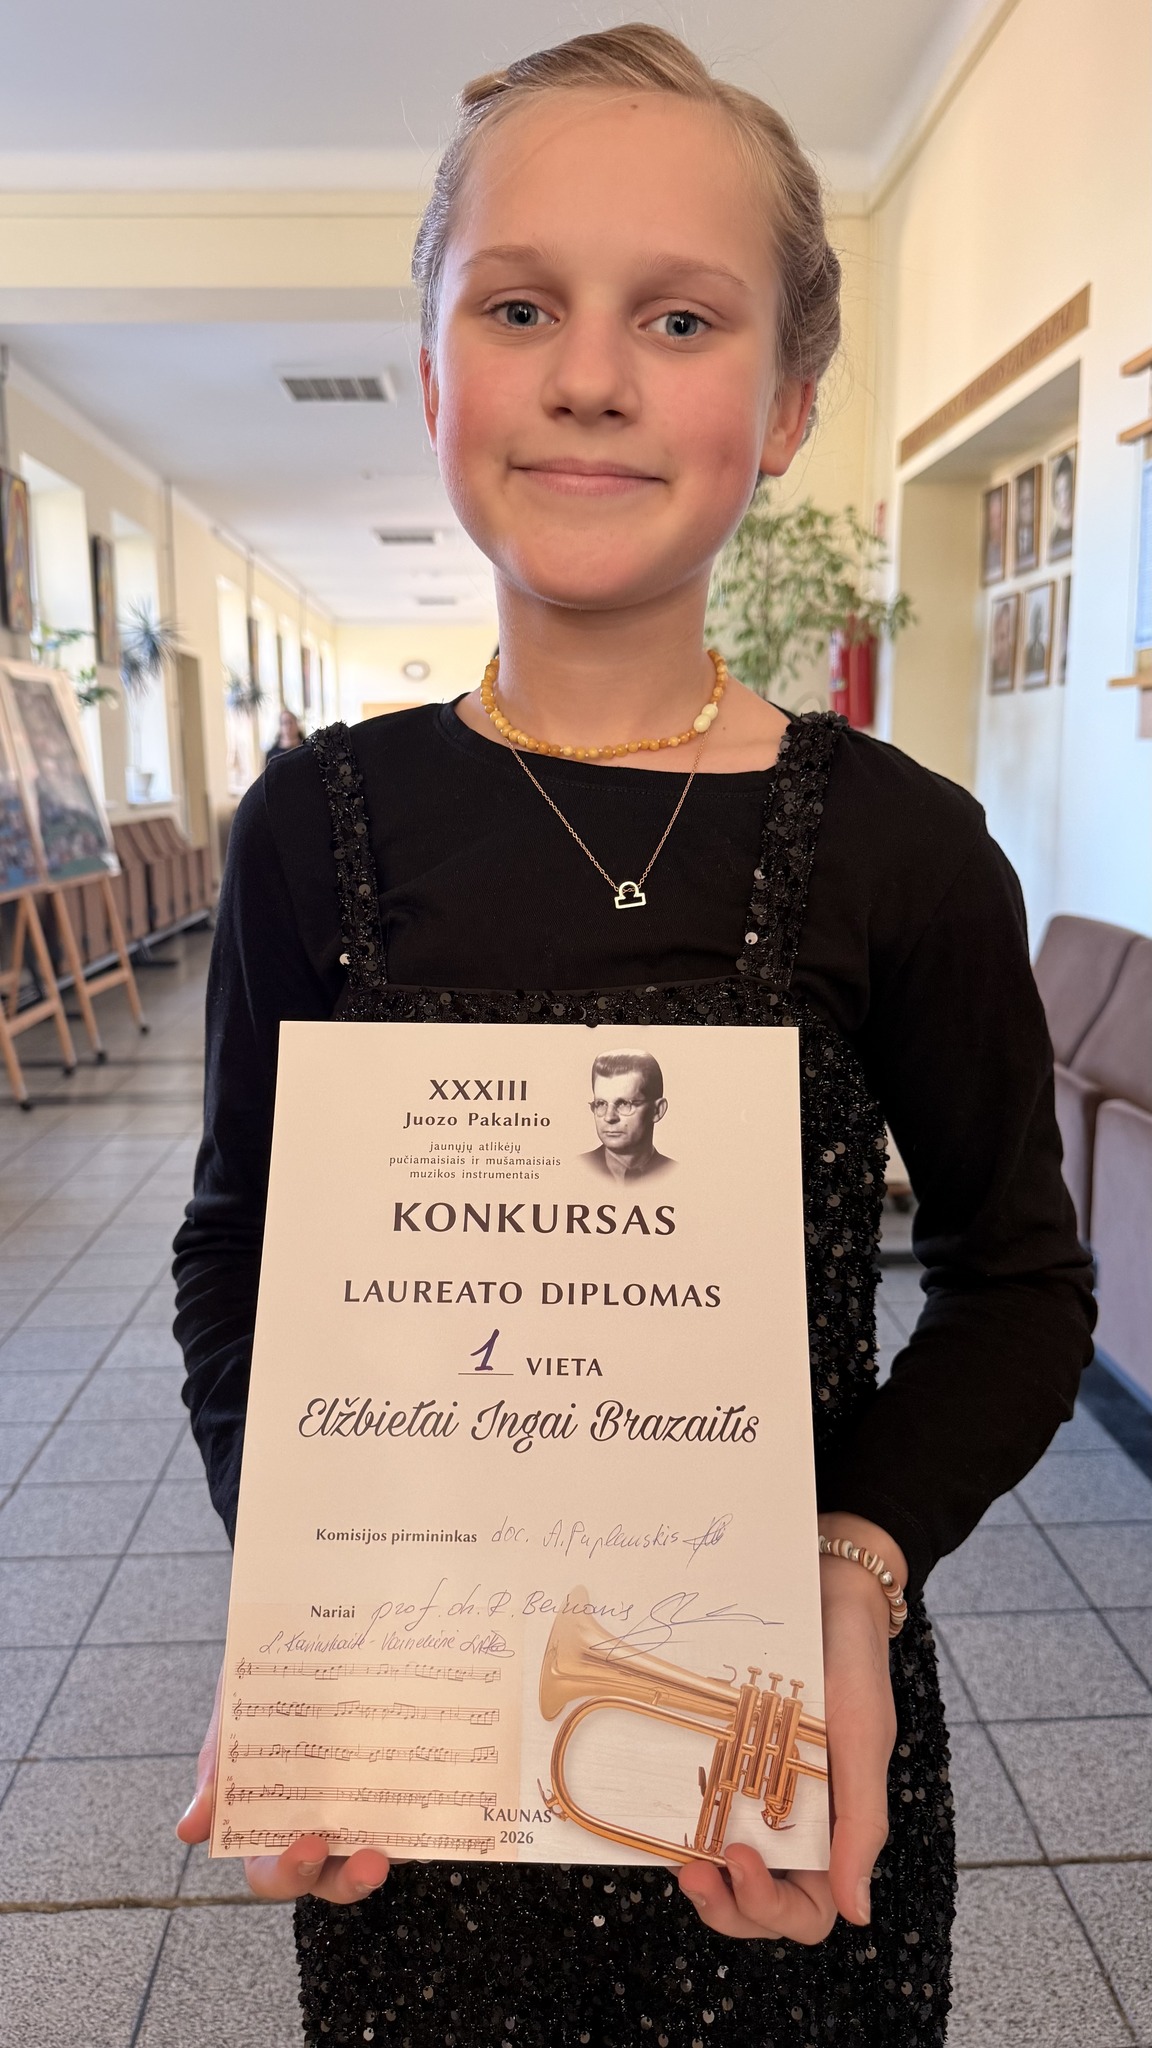 XXXIII
Juozo Pakalnio
jaunųjų atlikėjų
pučiamaisiais ir mušamaisiais
muzikos instrumentais
KONKURSAS
LAUREATO DIPLOMAS
1 VIETA
Elžbietai Ingai Brazaitis
Komisijos pirmininkas doc. A.
Nariai prof. dr. R. Beinaris
KAUNAS
2026